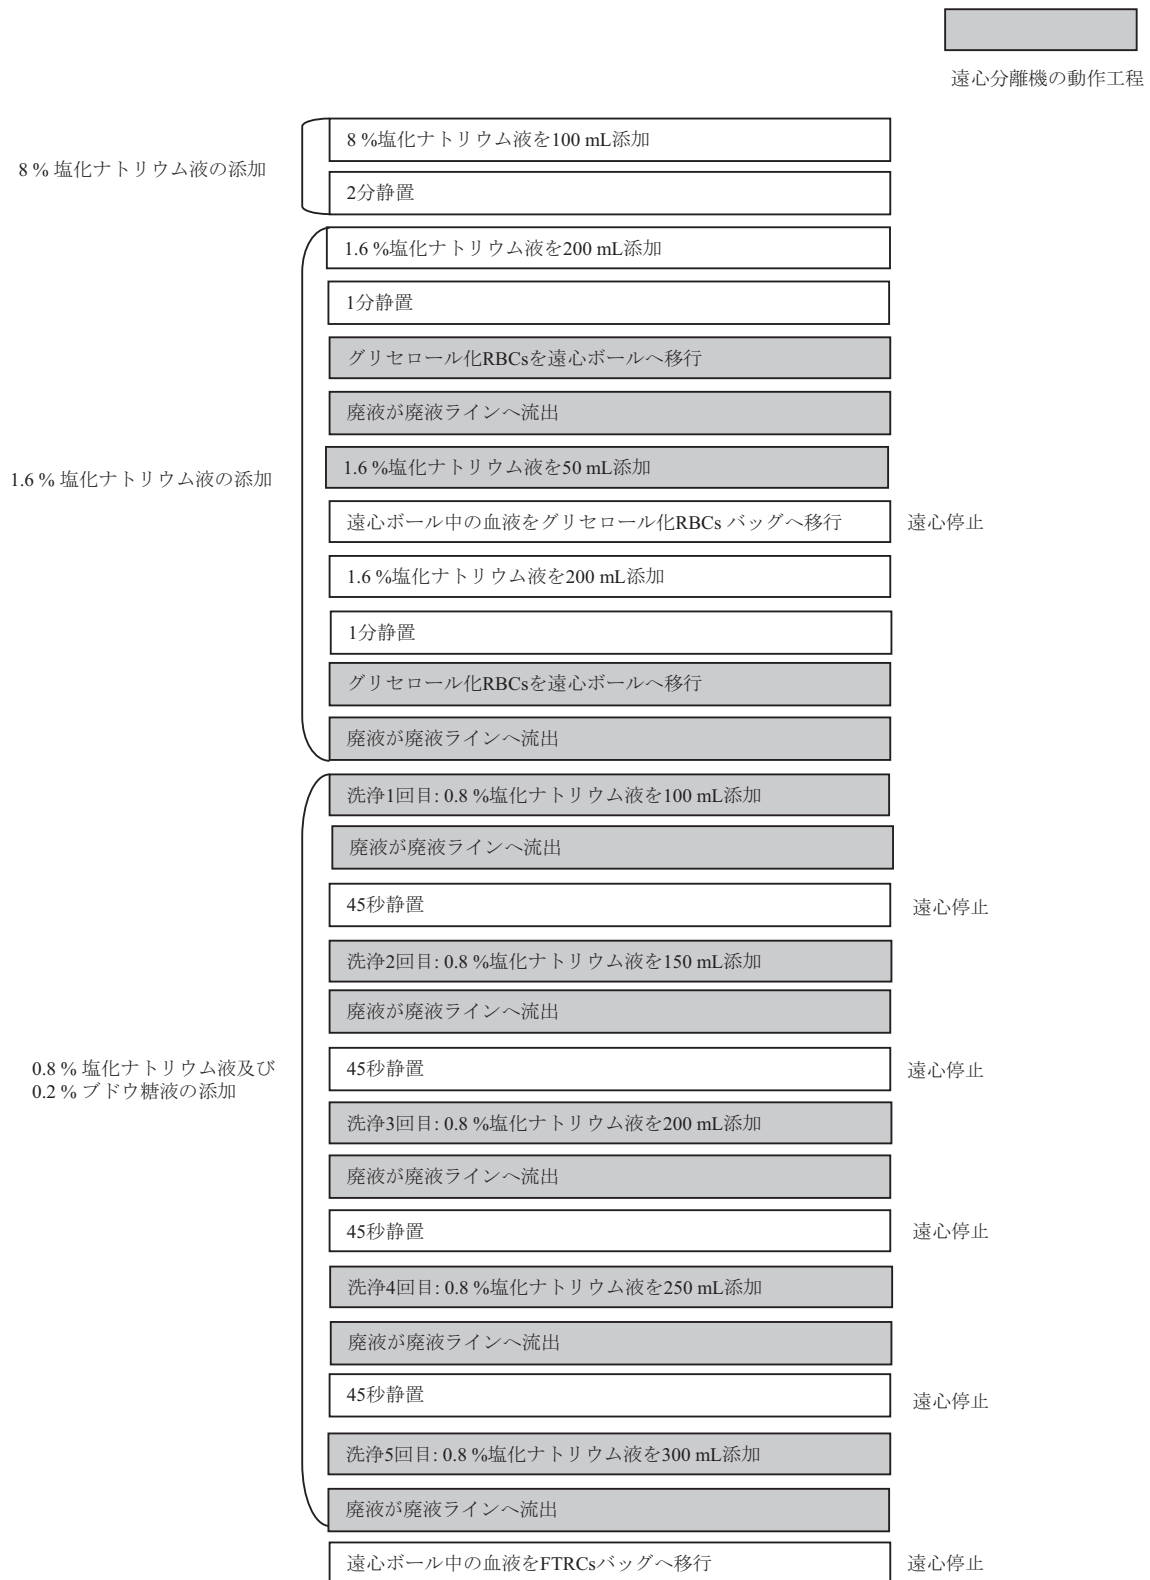 遠心分離機の動作工程
8 % 塩化ナトリウム液の添加
8 %塩化ナトリウム液を100 mL添加
2分静置
1.6 % 塩化ナトリウム液の添加
1.6 %塩化ナトリウム液を200 mL添加
1分静置
グリセロール化RBCsを遠心ボールへ移行
廃液が廃液ラインへ流出
1.6 %塩化ナトリウム液を50 mL添加
遠心ボール中の血液をグリセロール化RBCs バッグへ移行 遠心停止
1.6 %塩化ナトリウム液を200 mL添加
1分静置
グリセロール化RBCsを遠心ボールへ移行
廃液が廃液ラインへ流出
0.8 % 塩化ナトリウム液及び
0.2 % ブドウ糖液の添加
洗浄1回目: 0.8 %塩化ナトリウム液を100 mL添加
廃液が廃液ラインへ流出
45秒静置 遠心停止
洗浄2回目: 0.8 %塩化ナトリウム液を150 mL添加
廃液が廃液ラインへ流出
45秒静置 遠心停止
洗浄3回目: 0.8 %塩化ナトリウム液を200 mL添加
廃液が廃液ラインへ流出
45秒静置 遠心停止
洗浄4回目: 0.8 %塩化ナトリウム液を250 mL添加
廃液が廃液ラインへ流出
45秒静置 遠心停止
洗浄5回目: 0.8 %塩化ナトリウム液を300 mL添加
廃液が廃液ラインへ流出
遠心ボール中の血液をFTRCsバッグへ移行 遠心停止